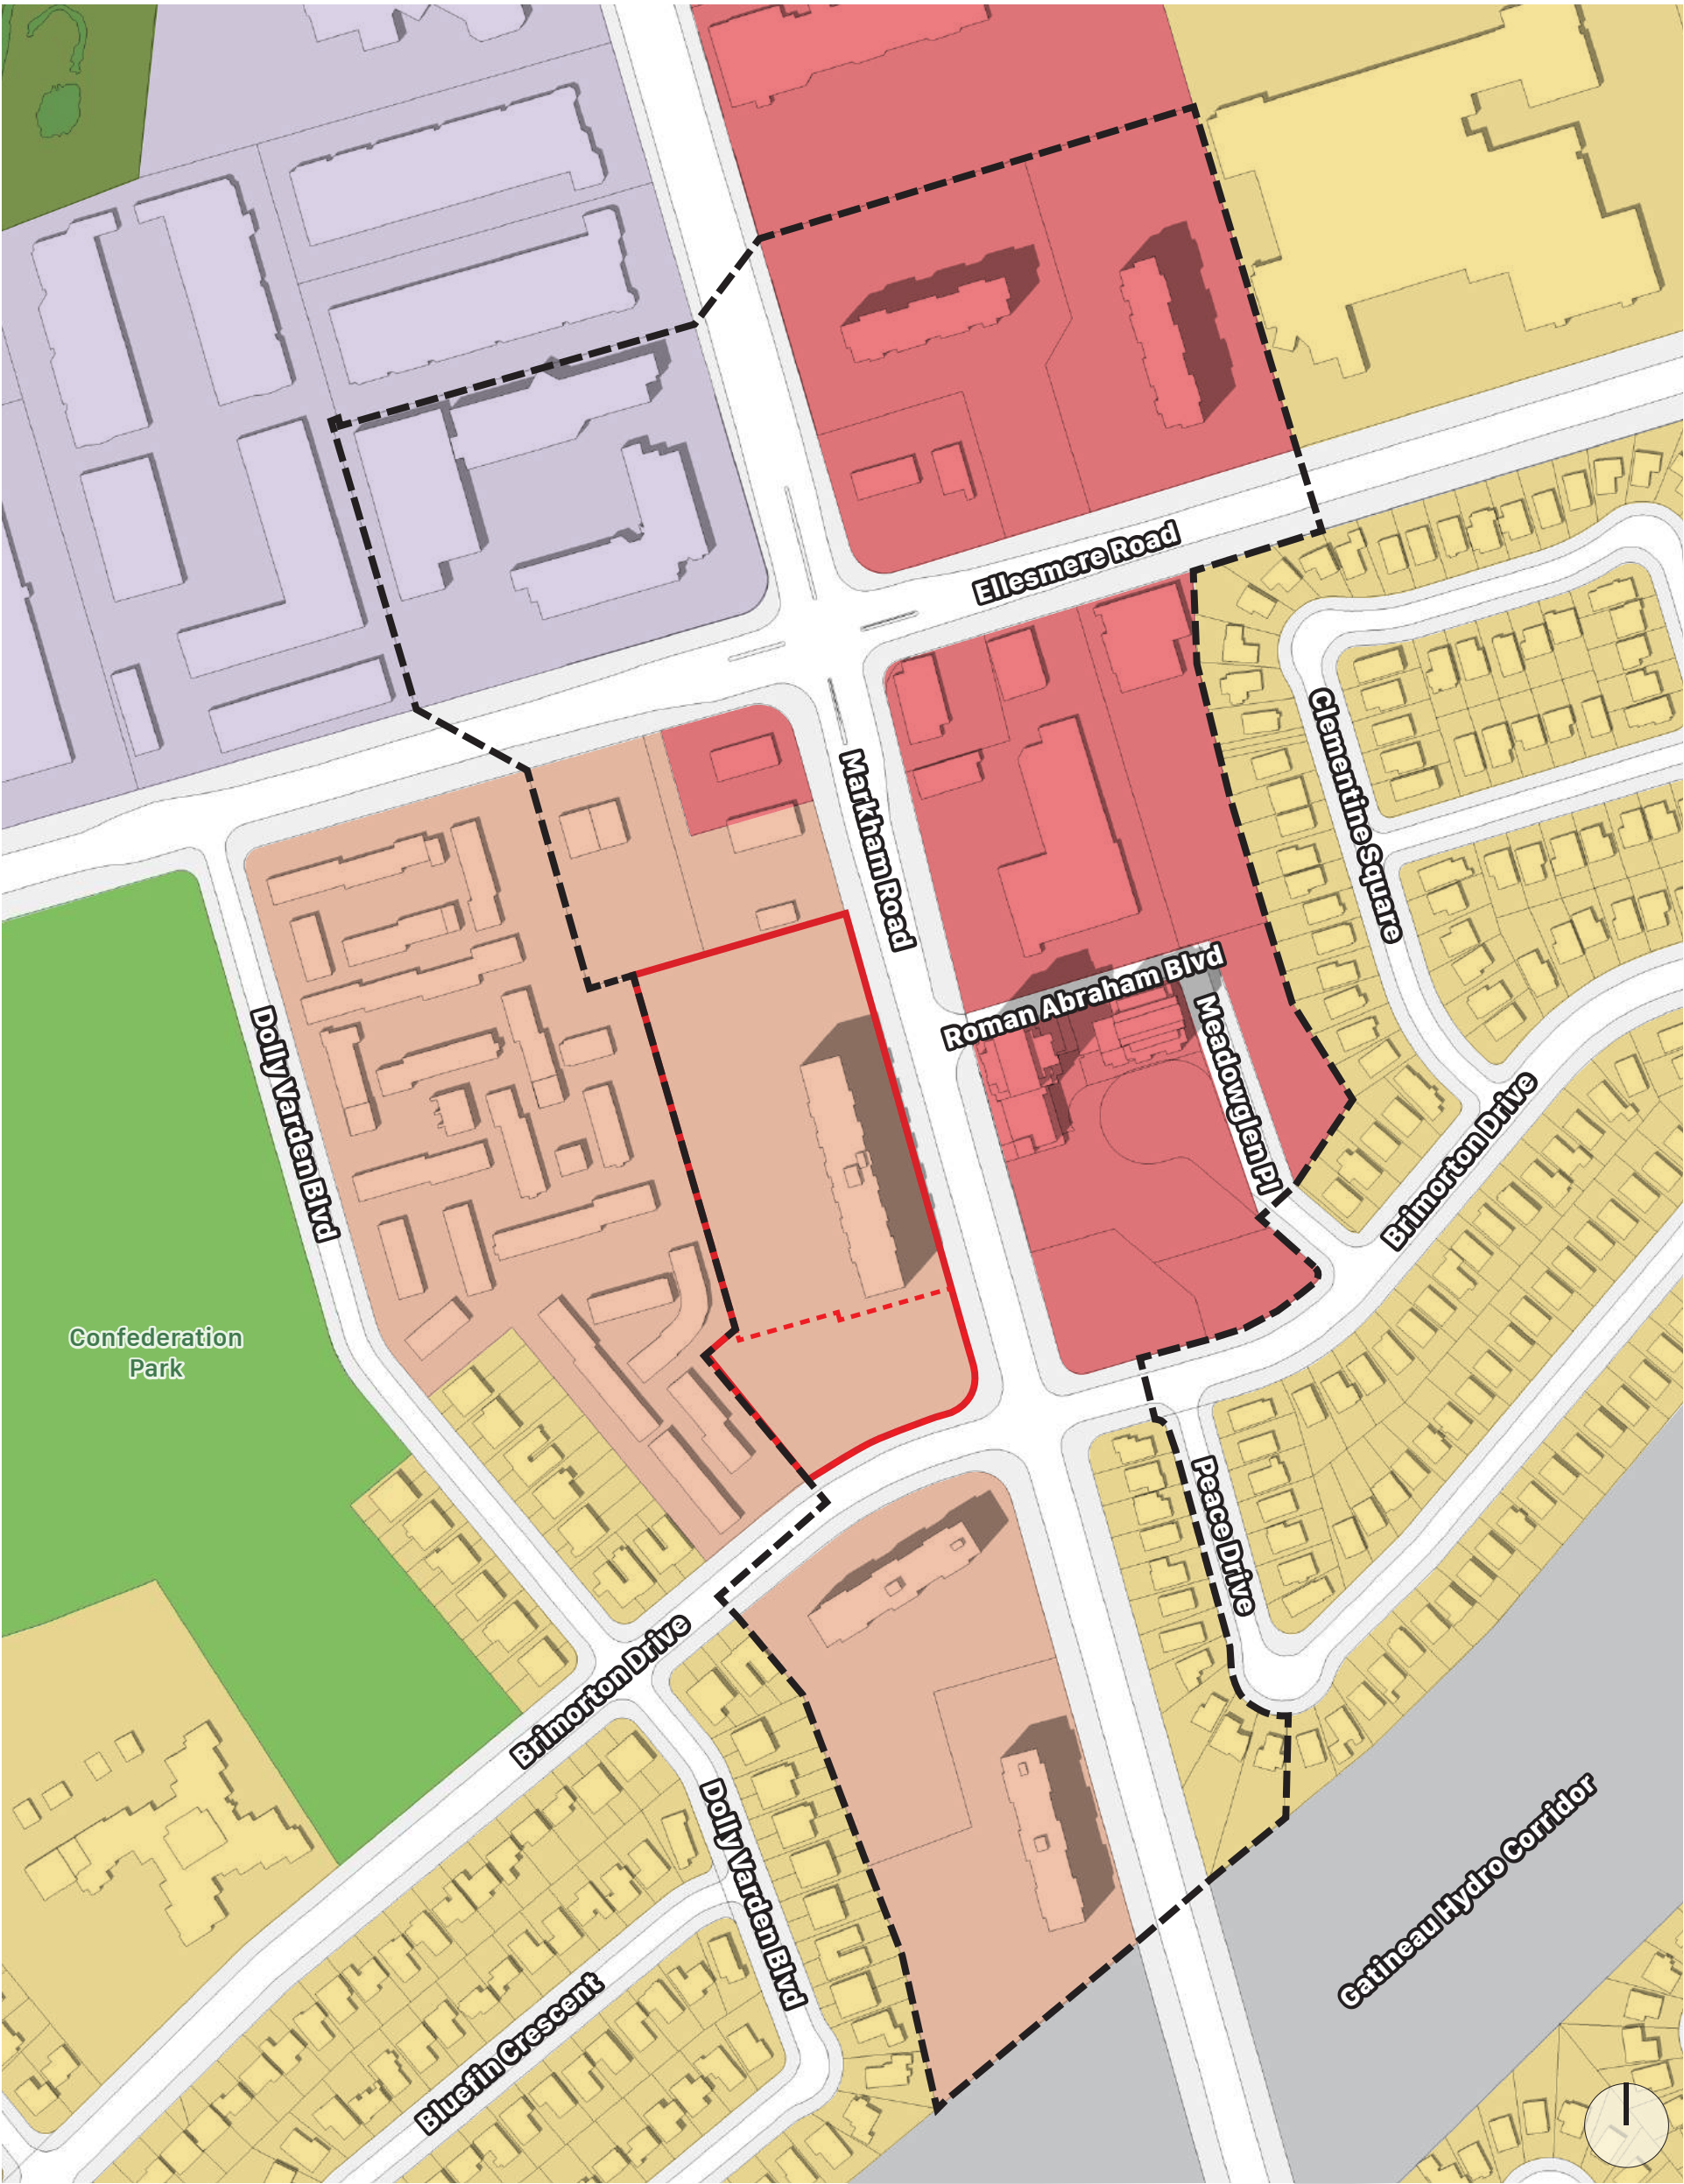 Ellesmere Road
Clementine Square
Markham Road
Roman Abraham Blvd
Meadowglen Pl
Dolly Varden Blvd
Brimorton Drive
Confederation
Park
Peace Drive
Brimorton Drive
Dolly Varden Blvd
Gatineau Hydro Corridor
Bluefin Crescent